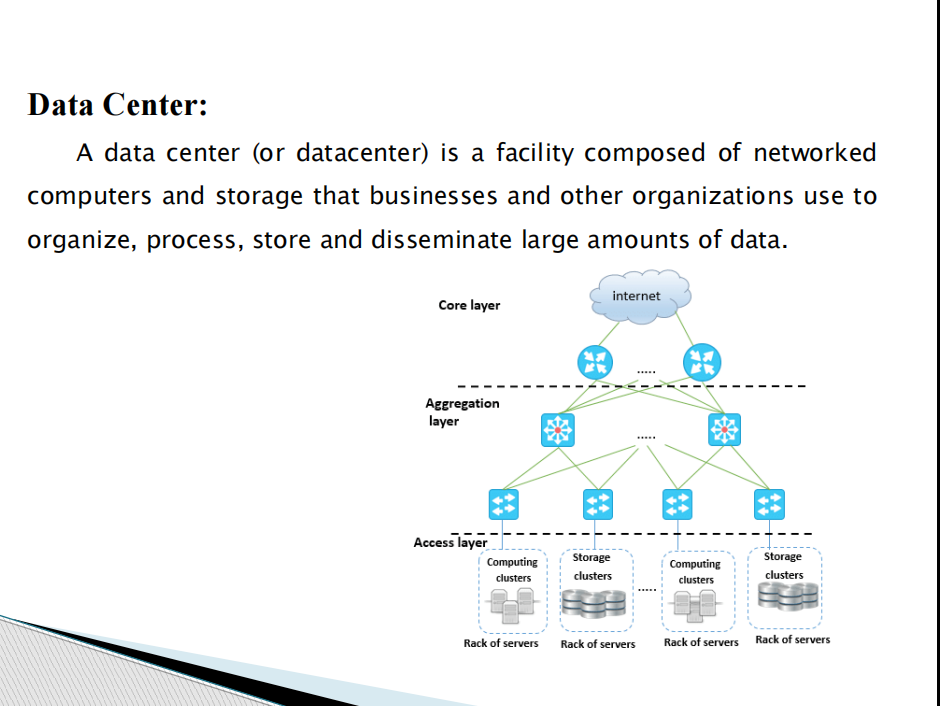 Data Center:
A data center (or datacenter) is a facility composed of networked
computers and storage that businesses and other organizations use to
organize, process, store and disseminate large amounts of data.
Core layer
internet
.....
Aggregation
layer
.....
Access layer
Computing
clusters
Storage
clusters
.....
Computing
clusters
Storage
clusters
Rack of servers
Rack of servers
Rack of servers
Rack of servers